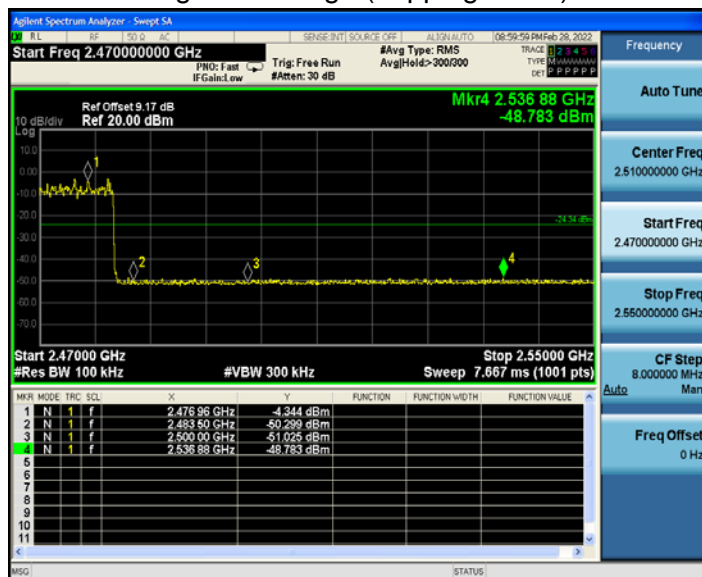 Agilent Spectrum Analyzer - Swept SA
RL RF 50 Ω AC SENSE:INT SOURCE OFF ALIGN AUTO 08:59:59 PM Feb 28, 2022
Start Freq 2.470000000 GHz
PNO: Fast
IFGain:Low
Trig: Free Run
#Atten: 30 dB
#Avg Type: RMS
Avg|Hold:>300/300
TRACE 1 2 3 4 5 6
TYPE MWWWWW
DET P P P P P P
Ref Offset 9.17 dB
10 dB/div Ref 20.00 dBm
Log
Mkr4 2.536 88 GHz
-48.783 dBm
10.0
0.00
-10.0
-20.0
-30.0
-40.0
-50.0
-60.0
-70.0
1
2
3
4
-24.34 dBm
Start 2.47000 GHz Stop 2.55000 GHz
#Res BW 100 kHz #VBW 300 kHz Sweep 7.667 ms (1001 pts)
MKR MODE TRC SCL X Y FUNCTION FUNCTION WIDTH FUNCTION VALUE
1 N 1 f 2.476 96 GHz -4.344 dBm
2 N 1 f 2.483 50 GHz -50.299 dBm
3 N 1 f 2.500 00 GHz -51.025 dBm
4 N 1 f 2.536 88 GHz -48.783 dBm
5
6
7
8
9
10
11
MSG STATUS
Frequency
Auto Tune
Center Freq
2.510000000 GHz
Start Freq
2.470000000 GHz
Stop Freq
2.550000000 GHz
CF Step
8.000000 MHz
Auto Man
Freq Offset
0 Hz